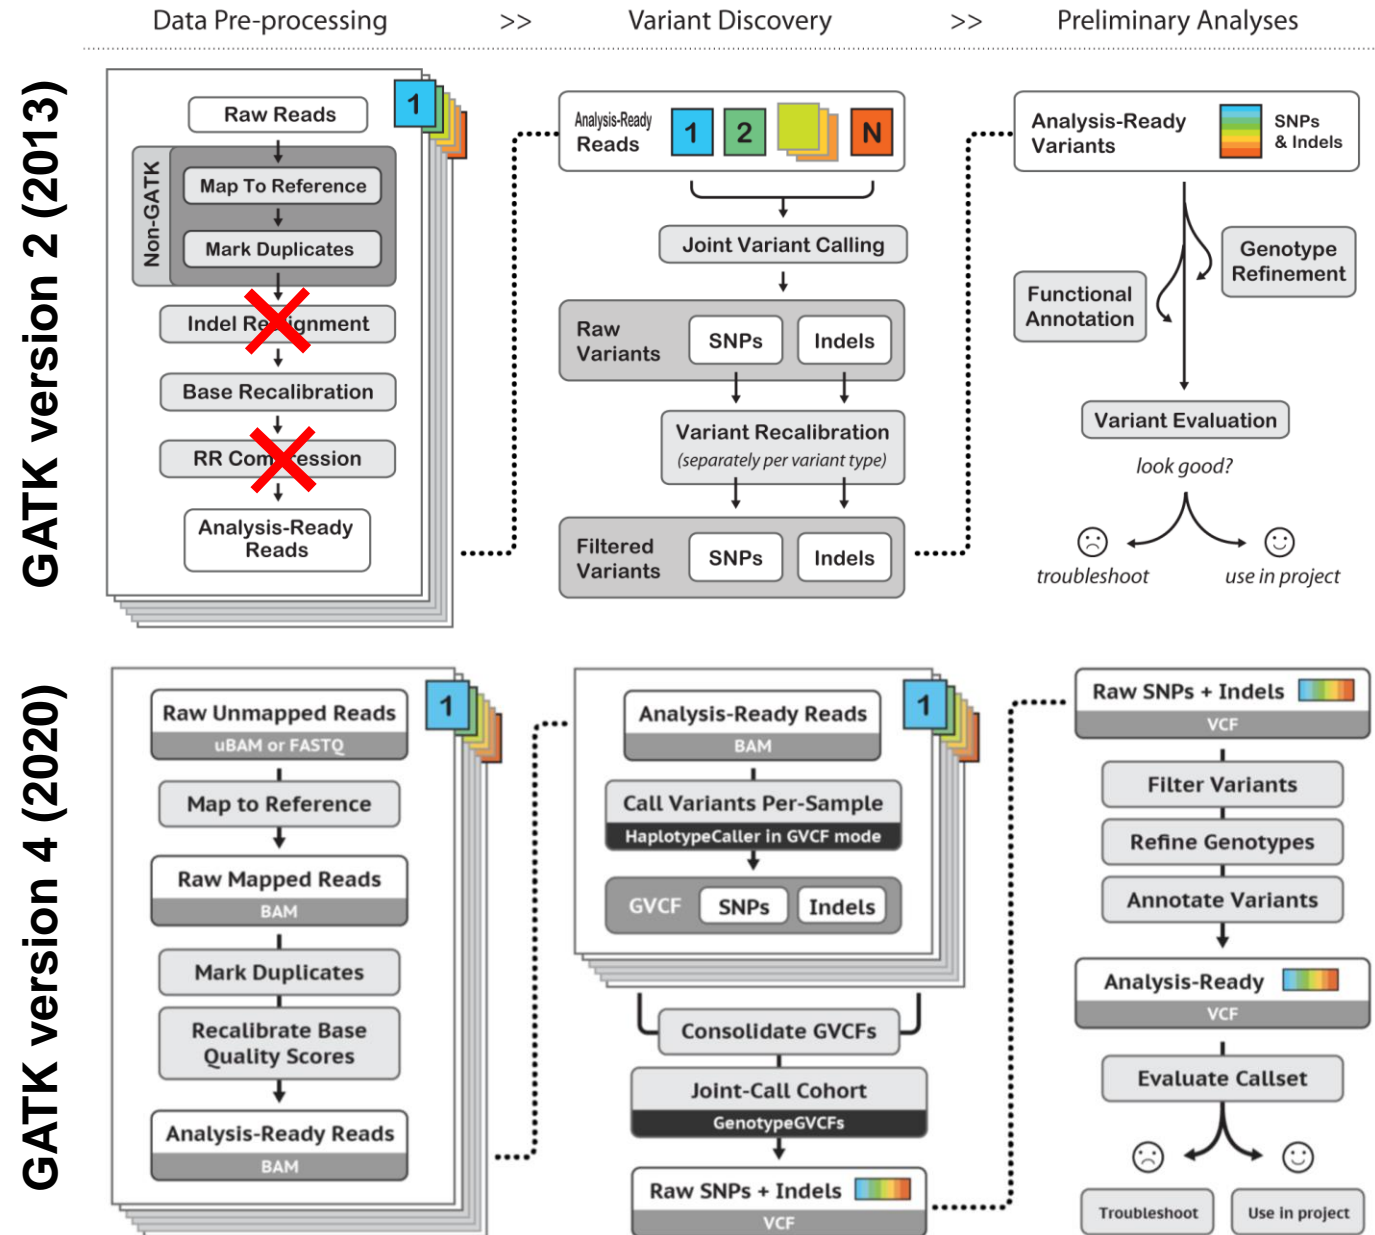 Data Pre-processing >> Variant Discovery >> Preliminary Analyses
GATK version 2 (2013)
1
Raw Reads
Non-GATK
Map To Reference
Mark Duplicates
Indel Re ignment
Base Recalibration
RR Com ression
Analysis-Ready
Reads
Analysis-Ready
Reads
1 2 N
Joint Variant Calling
Raw
Variants
SNPs Indels
Variant Recalibration
(separately per variant type)
Filtered
Variants
SNPs Indels
Analysis-Ready
Variants
SNPs
& Indels
Genotype
Refinement
Functional
Annotation
Variant Evaluation
look good?
troubleshoot use in project
GATK version 4 (2020)
1
Raw Unmapped Reads
uBAM or FASTQ
Map to Reference
Raw Mapped Reads
BAM
Mark Duplicates
Recalibrate Base
Quality Scores
Analysis-Ready Reads
BAM
1
Analysis-Ready Reads
BAM
Call Variants Per-Sample
HaplotypeCaller in GVCF mode
GVCF SNPs Indels
Consolidate GVCFs
Joint-Call Cohort
GenotypeGVCFs
Raw SNPs + Indels
VCF
Raw SNPs + Indels
VCF
Filter Variants
Refine Genotypes
Annotate Variants
Analysis-Ready
VCF
Evaluate Callset
Troubleshoot Use in project